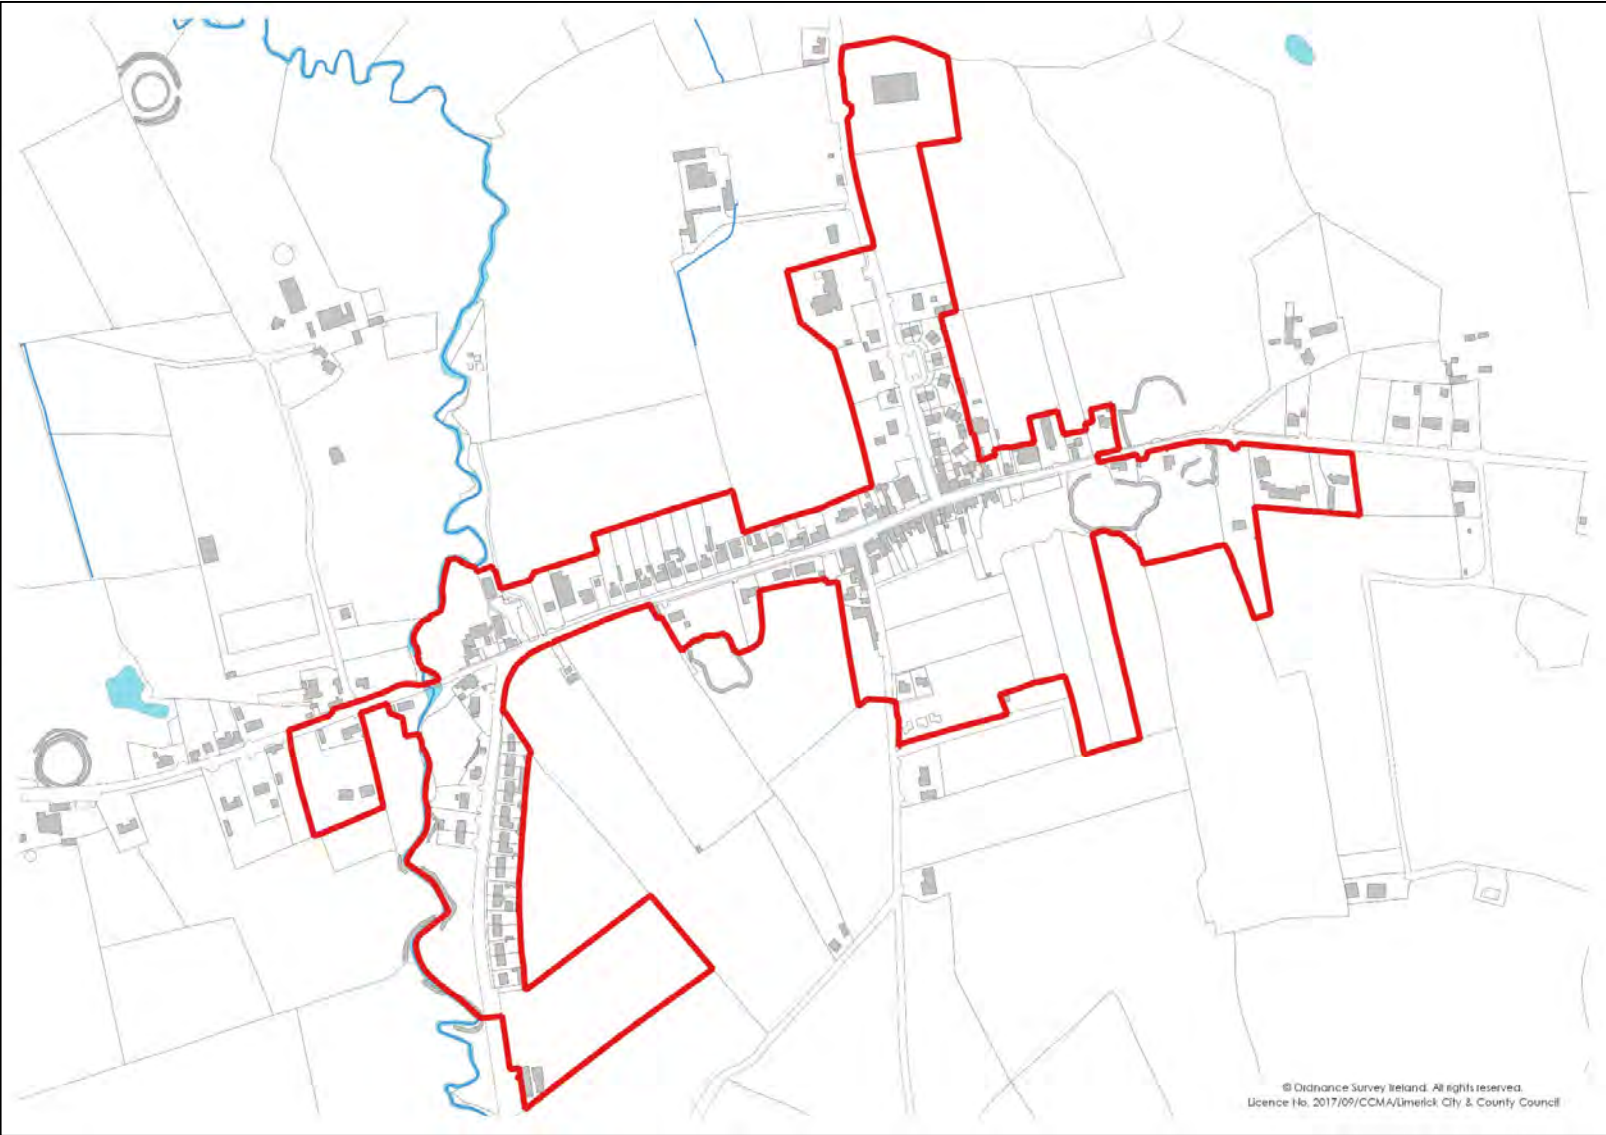 © Ordnance Survey Ireland. All rights reserved.
Licence No. 2017/09/CCMA/Limerick City & County Council